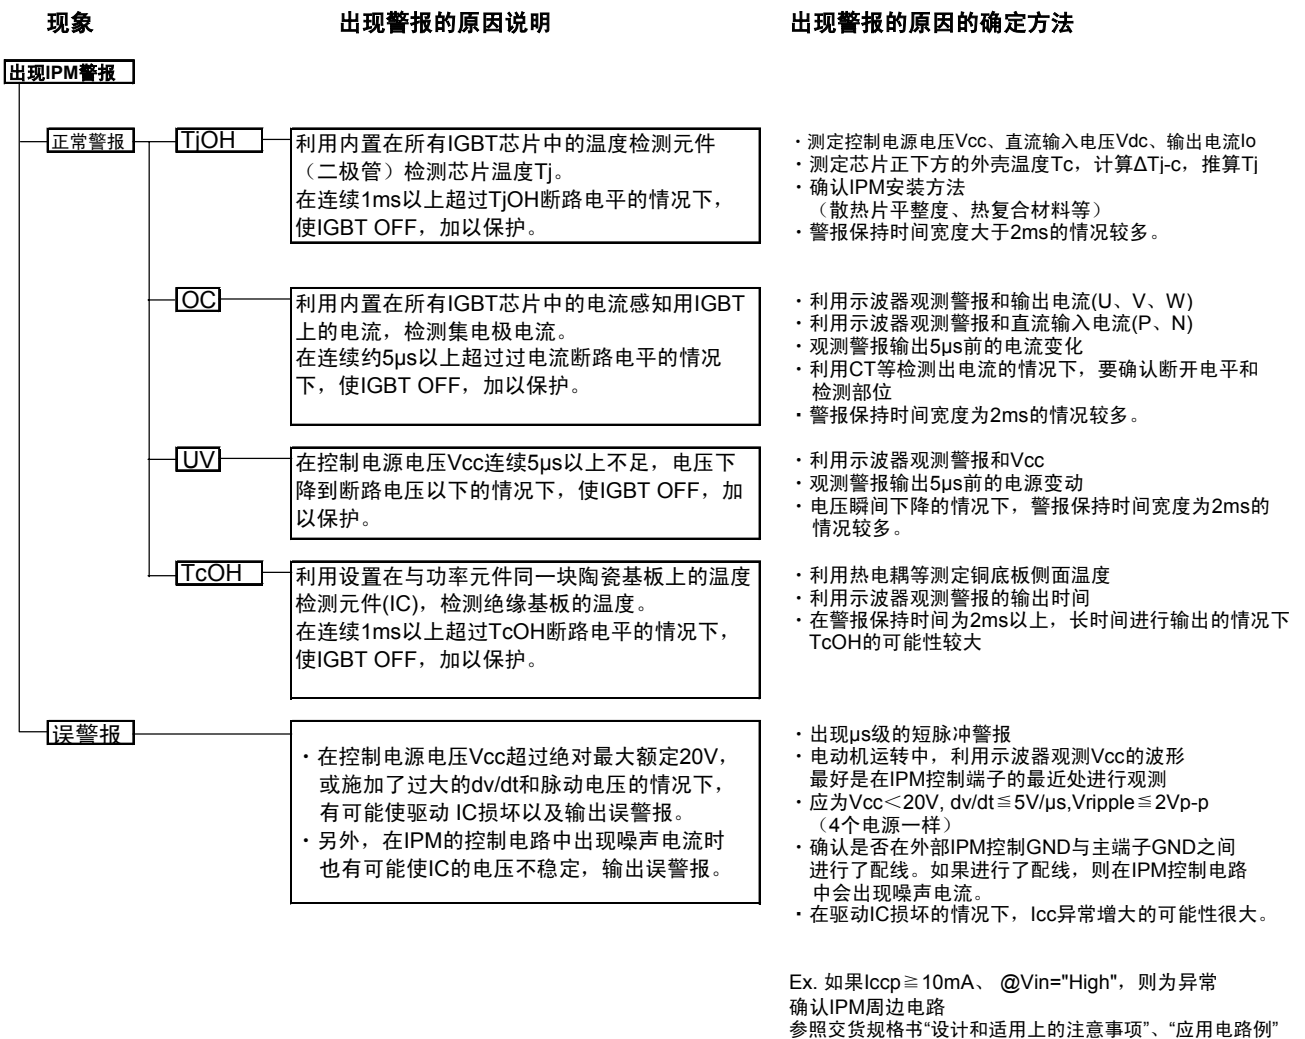 现象
出现警报的原因说明
出现警报的原因的确定方法
出现IPM警报
正常警报
TjOH
利用内置在所有IGBT芯片中的温度检测元件
（二极管）检测芯片温度Tj。
在连续1ms以上超过TjOH断路电平的情况下，
使IGBT OFF，加以保护。
・测定控制电源电压Vcc、直流输入电压Vdc、输出电流Io
・测定芯片正下方的外壳温度Tc，计算ΔTj-c，推算Tj
・确认IPM安装方法
（散热片平整度、热复合材料等）
・警报保持时间宽度大于2ms的情况较多。
OC
利用内置在所有IGBT芯片中的电流感知用IGBT
上的电流，检测集电极电流。
在连续约5μs以上超过过电流断路电平的情况
下，使IGBT OFF，加以保护。
・利用示波器观测警报和输出电流(U、V、W)
・利用示波器观测警报和直流输入电流(P、N)
・观测警报输出5μs前的电流变化
・利用CT等检测出电流的情况下，要确认断开电平和
检测部位
・警报保持时间宽度为2ms的情况较多。
UV
在控制电源电压Vcc连续5μs以上不足，电压下
降到断路电压以下的情况下，使IGBT OFF，加
以保护。
・利用示波器观测警报和Vcc
・观测警报输出5μs前的电源变动
・电压瞬间下降的情况下，警报保持时间宽度为2ms的
情况较多。
TcOH
利用设置在与功率元件同一块陶瓷基板上的温度
检测元件(IC)，检测绝缘基板的温度。
在连续1ms以上超过TcOH断路电平的情况下，
使IGBT OFF，加以保护。
・利用热电耦等测定铜底板侧面温度
・利用示波器观测警报的输出时间
・在警报保持时间为2ms以上，长时间进行输出的情况下
TcOH的可能性较大
误警报
・在控制电源电压Vcc超过绝对最大额定20V，
或施加了过大的dv/dt和脉动电压的情况下，
有可能使驱动 IC损坏以及输出误警报。
・另外，在IPM的控制电路中出现噪声电流时
也有可能使IC的电压不稳定，输出误警报。
・出现μs级的短脉冲警报
・电动机运转中，利用示波器观测Vcc的波形
最好是在IPM控制端子的最近处进行观测
・应为Vcc＜20V, dv/dt≦5V/μs,Vripple≦2Vp-p
（4个电源一样）
・确认是否在外部IPM控制GND与主端子GND之间
进行了配线。如果进行了配线，则在IPM控制电路
中会出现噪声电流。
・在驱动IC损坏的情况下，Icc异常增大的可能性很大。
Ex. 如果Iccp≧10mA、 @Vin="High"，则为异常
确认IPM周边电路
参照交货规格书“设计和适用上的注意事项”、“应用电路例”